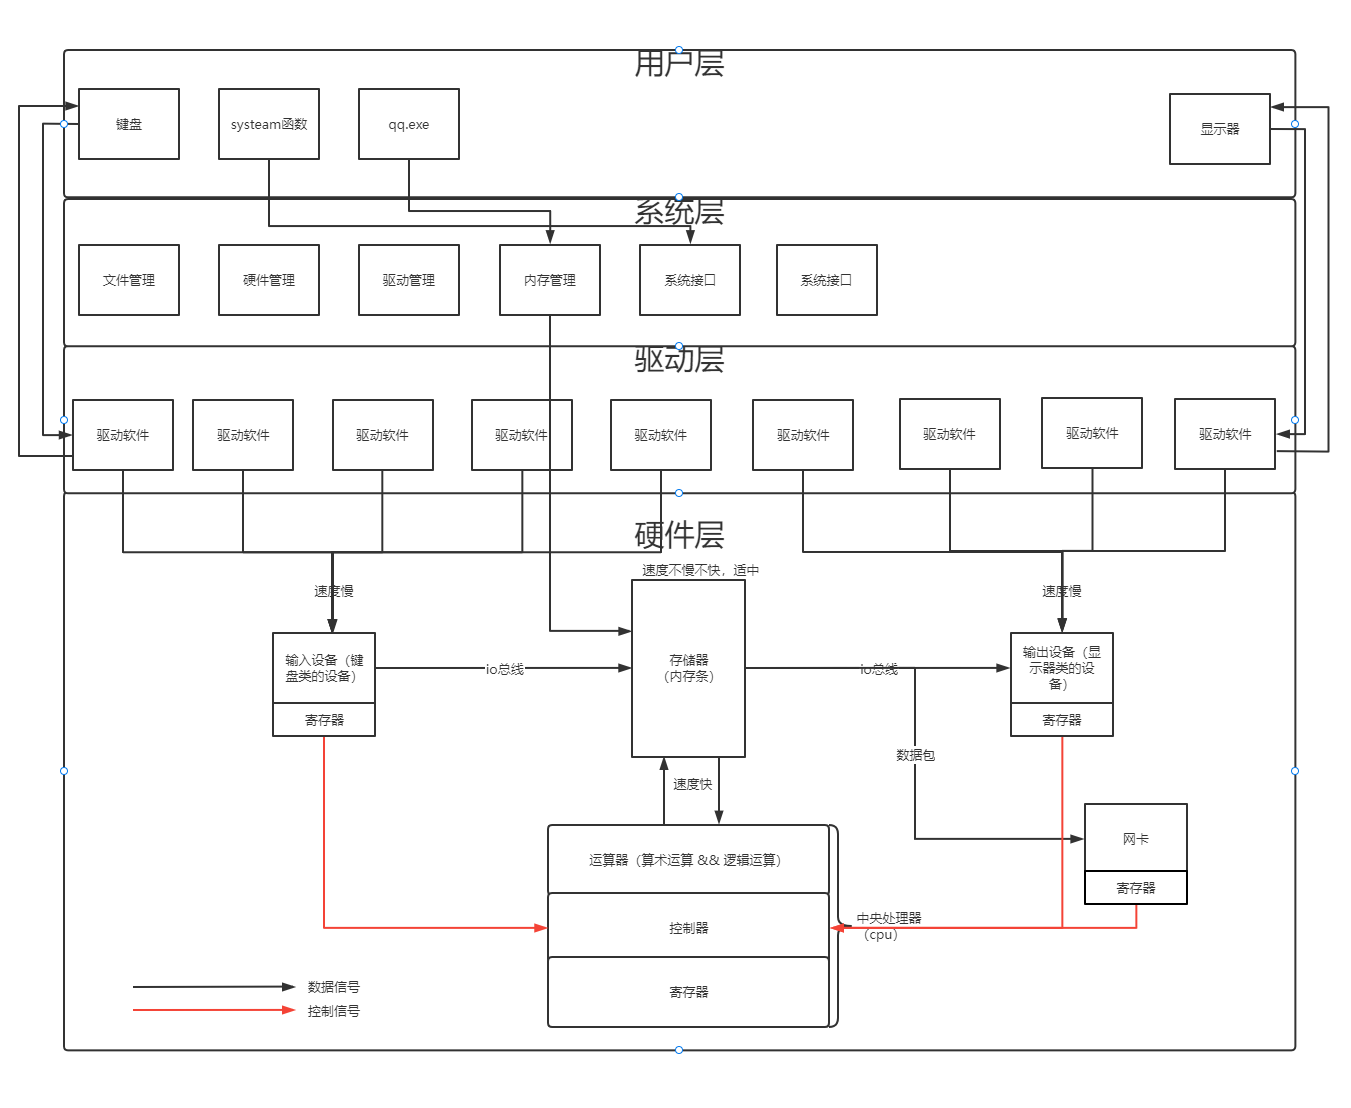 用户层
键盘
systeam函数
qq.exe
显示器
系统层
文件管理
硬件管理
驱动管理
内存管理
系统接口
系统接口
驱动层
驱动软件
驱动软件
驱动软件
驱动软件
驱动软件
驱动软件
驱动软件
驱动软件
驱动软件
硬件层
速度不慢不快，适中
速度慢
速度慢
输入设备（键
盘类的设备）
寄存器
io总线
存储器
（内存条）
io总线
输出设备（显
示器类的设
备）
寄存器
数据包
速度快
网卡
寄存器
运算器（算术运算 && 逻辑运算）
控制器
寄存器
中央处理器
（cpu）
数据信号
控制信号